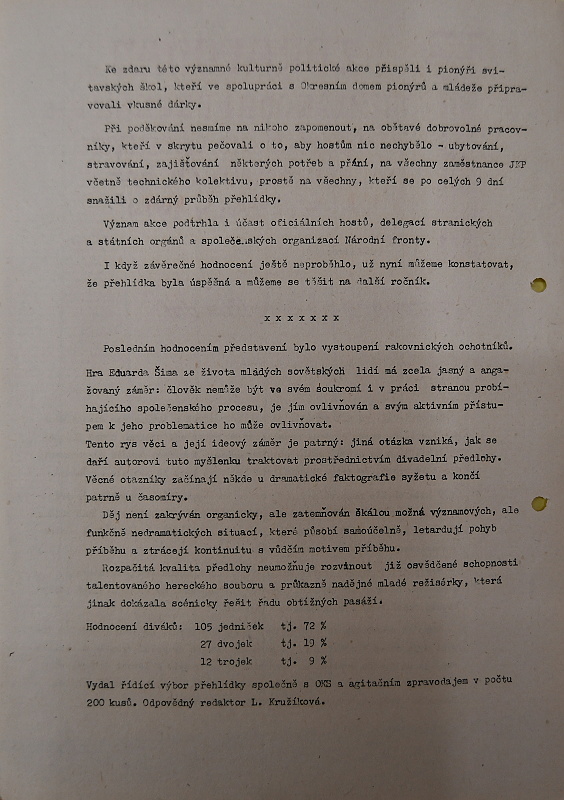 Ke zdaru této významné kulturně politické akce přispěli i pionýři svi-
tavských škol, kteří ve spolupráci s Okresním domem pionýrů a mládeže připra-
vovali vkusné dárky.
Při poděkování nesmíme na nikoho zapomenout, na obětavé dobrovolné pracov-
níky, kteří v skrytu pečovali o to, aby hostům nic nechybělo - ubytování,
stravování, zajišťování některých potřeb a přání, na všechny zaměstnance JKP
včetně technického kolektivu, prostě na všechny, kteří se po celých 9 dní
snažili o zdárný průběh přehlídky.
Význam akce podtrhla i účast oficiálních hostů, delegací stranických
a státních orgánů a společe..ských organizací Národní fronty.
I když závěrečné hodnocení ještě neproběhlo, už nyní můžeme konstatovat,
že přehlídka byla úspěšná a můžeme se těšit na další ročník.
x x x x x x x
Posledním hodnocením představení bylo vystoupení rakovnických ochotníků.
Hra Eduarda Šima ze života mladých sovětských lidí má zcela jasný a anga-
žovaný záměr: člověk nemůže být ve svém soukromí i v práci stranou probí-
hajícího společenského procesu, je jím ovlivňován a svým aktivním přístu-
pem k jeho problematice ho může ovlivňovat.
Tento rys věci a její ideový záměr je patrný: jiná otázka vzniká, jak se
daří autorovi tuto myšlenku traktovat prostřednictvím divadelní předlohy.
Věcné otazníky začínají někde u dramatické faktografie syžetu a končí
patrně u časomíry.
Děj není zakrýván organicky, ale zatemňován škálou možná významových, ale
funkčně nedramatických situací, které působí samoúčelně, letardují pohyb
příběhu a ztrácejí kontinuitu s vůdčím motivem příběhu.
Rozpačitá kvalita předlohy neumožňuje rozvinout již osvědčené schopnosti
talentovaného hereckého souboru a průkazně nadějné mladé režisérky, která
jinak dokázala scénicky řešit řadu obtížných pasáží.
Hodnocení diváků: 105 jedniček tj. 72 %
27 dvojek tj. 19 %
12 trojek tj. 9 %
Vydal řídící výbor přehlídky společně s OKS a agitačním zpravodajem v počtu
200 kusů. Odpovědný redaktor L. Kružíková.